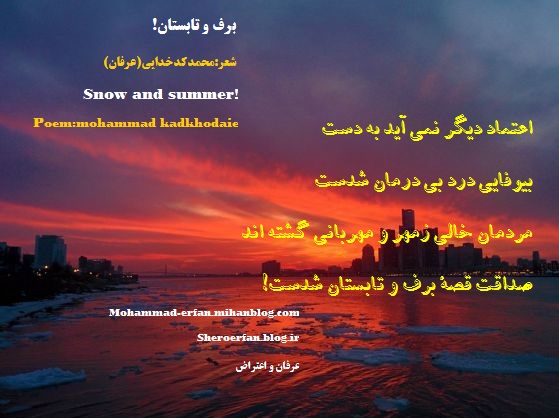 برف و تابستان!
شعر:محمدکدخدایی(عرفان)
Snow and summer!
Poem:mohammad kadkhodaie
اعتماد دیگر نمی آید به دست
بیوفایی درد بی درمان شدست
مردمان خالی زمهر و مهربانی گشته اند
صداقت قصهٔ برف و تابستان شدست!
Mohammad-erfan.mihanblog.com
Sheroerfan.blog.ir
عرفان و اعتراض